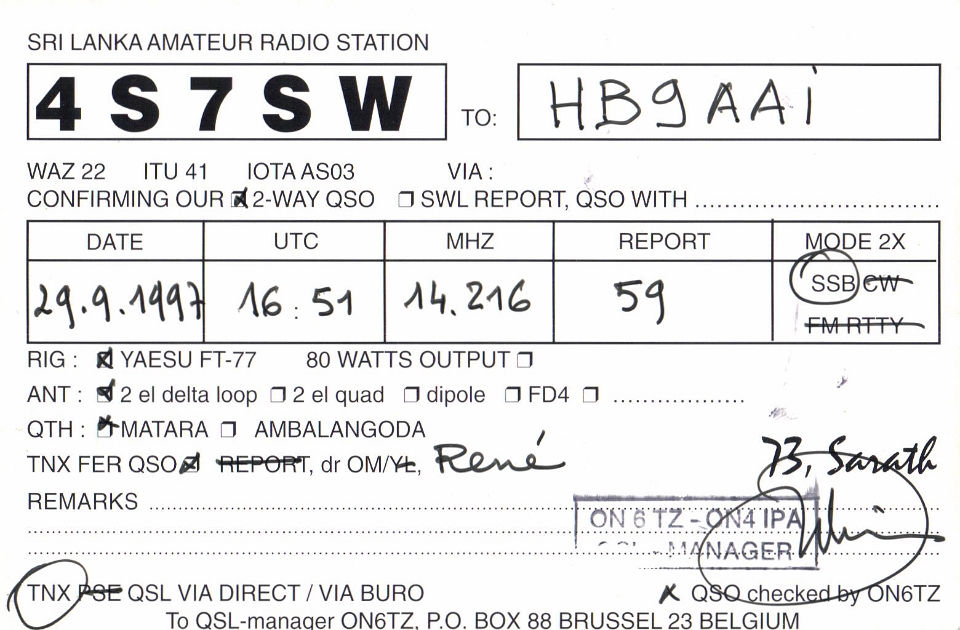 SRI LANKA AMATEUR RADIO STATION
4S7SW TO: HB9AAi
WAZ 22 ITU 41 IOTA AS03 VIA :
CONFIRMING OUR ☒ 2-WAY QSO ☐ SWL REPORT, QSO WITH ..................................
DATE UTC MHZ REPORT MODE 2X
29.9.1997 16:51 14.216 59 SSB CW
FM RTTY
RIG : ☒ YAESU FT-77 80 WATTS OUTPUT ☐
ANT : ☒ 2 el delta loop ☐ 2 el quad ☐ dipole ☐ FD4 ☐ ..................
QTH : ☒ MATARA ☐ AMBALANGODA
TNX FER QSO ☒ REPORT, dr OM/YL, René 73, Sarath
REMARKS
ON 6 TZ - ON4 IPA
QSL - MANAGER
TNX PSE QSL VIA DIRECT / VIA BURO X QSO checked by ON6TZ
To QSL-manager ON6TZ, P.O. BOX 88 BRUSSEL 23 BELGIUM